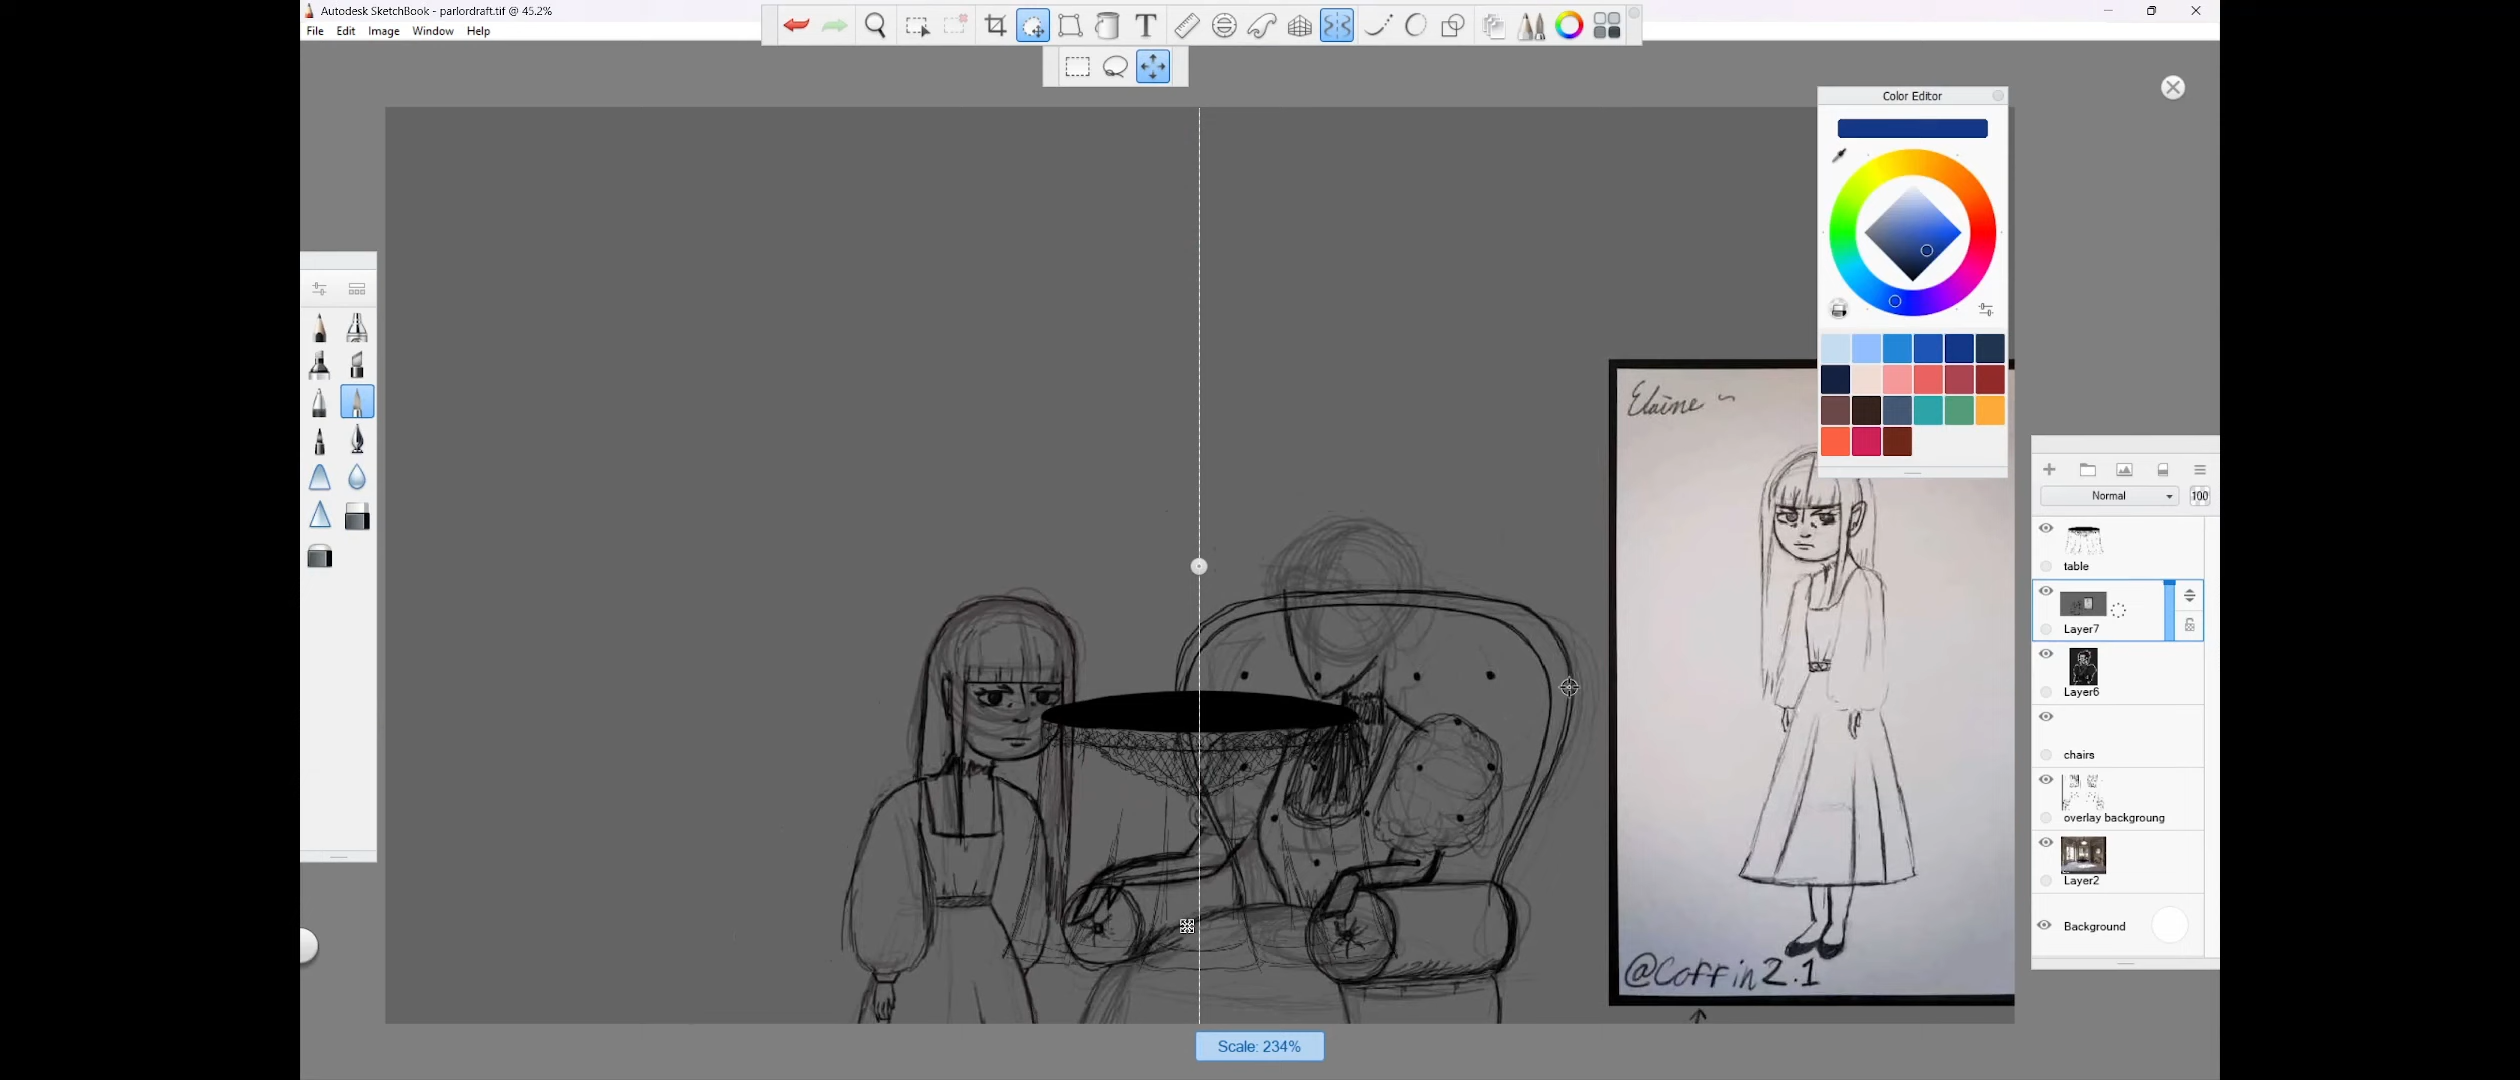 Autodesk SketchBook - parlordraft.tif @ 45.2%
File Edit Image Window Help
T
Color Editor
Elaine ~
Normal 100
table
Layer7
Layer6
chairs
overlay backgroung
Layer2
Background
@Coffin2.1
Scale: 234%